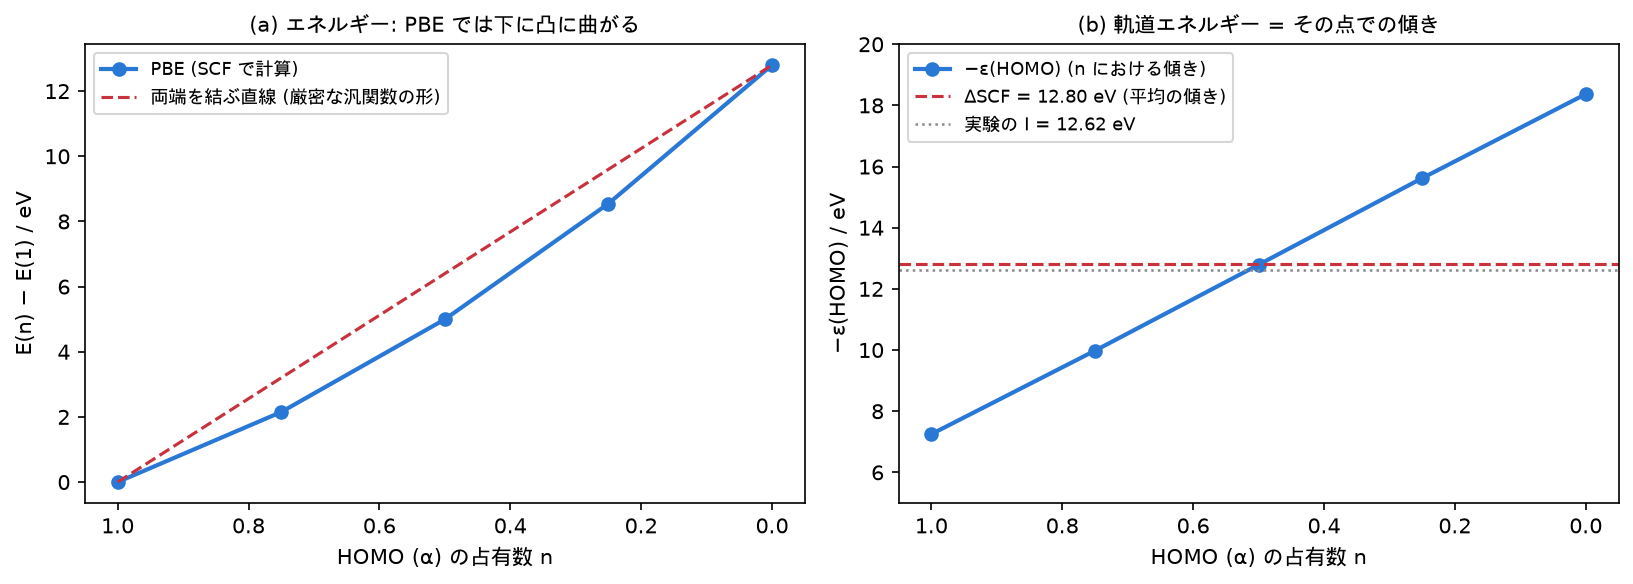 (a) エネルギー: PBE では下に凸に曲がる
PBE (SCF で計算)
両端を結ぶ直線 (厳密な汎関数の形)
E(n) − E(1) / eV
12
10
8
6
4
2
0
1.0 0.8 0.6 0.4 0.2 0.0
HOMO (α) の占有数 n
(b) 軌道エネルギー = その点での傾き
−ε(HOMO) (n における傾き)
ΔSCF = 12.80 eV (平均の傾き)
実験の I = 12.62 eV
−ε(HOMO) / eV
20
18
16
14
12
10
8
6
1.0 0.8 0.6 0.4 0.2 0.0
HOMO (α) の占有数 n